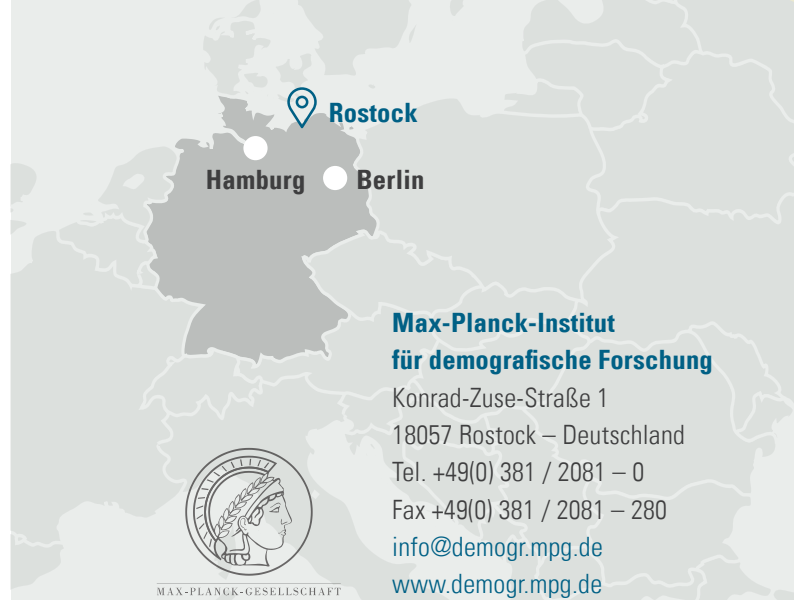 Rostock
Hamburg
Berlin
Max-Planck-Institut
für demografische Forschung
Konrad-Zuse-Straße 1
18057 Rostock – Deutschland
Tel. +49(0) 381 / 2081 – 0
Fax +49(0) 381 / 2081 – 280
info@demogr.mpg.de
www.demogr.mpg.de
MAX-PLANCK-GESELLSCHAFT